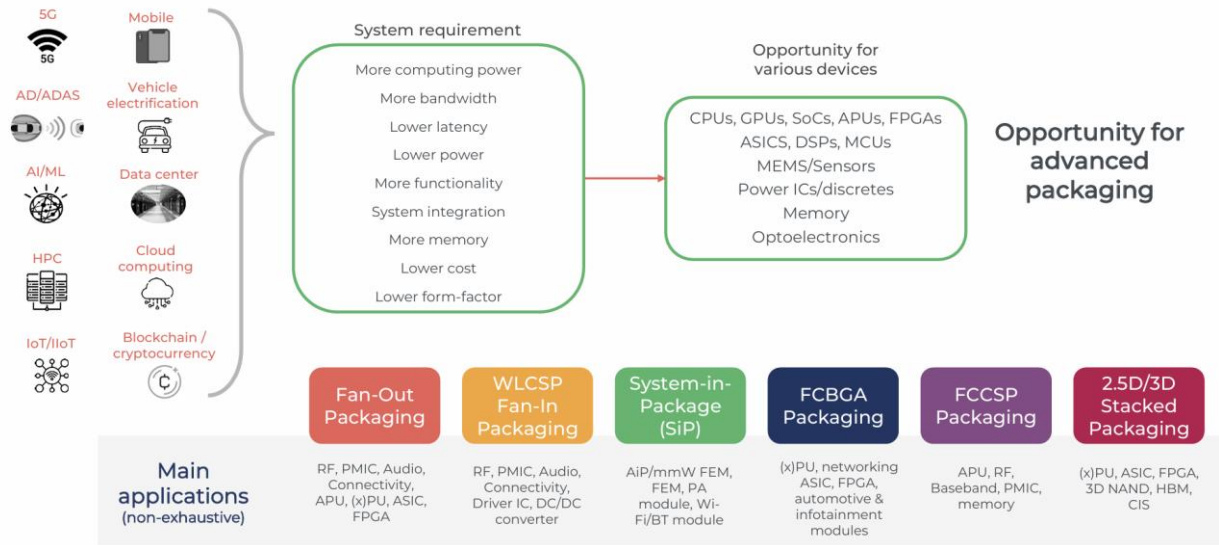 5G
Mobile
5G
AD/ADAS
Vehicle
electrification
AI/ML
Data center
HPC
Cloud
computing
IoT/IIoT
Blockchain /
cryptocurrency
System requirement
More computing power
More bandwidth
Lower latency
Lower power
More functionality
System integration
More memory
Lower cost
Lower form-factor
Opportunity for
various devices
CPUs, GPUs, SoCs, APUs, FPGAs
ASICS, DSPs, MCUs
MEMS/Sensors
Power ICs/discretes
Memory
Optoelectronics
Opportunity for
advanced
packaging
Fan-Out
Packaging
WLCSP
Fan-In
Packaging
System-in-
Package
(SiP)
FCBGA
Packaging
FCCSP
Packaging
2.5D/3D
Stacked
Packaging
Main
applications
(non-exhaustive)
RF, PMIC, Audio,
Connectivity,
APU, (x)PU, ASIC,
FPGA
RF, PMIC, Audio,
Connectivity,
Driver IC, DC/DC
converter
AiP/mmW FEM,
FEM, PA
module, Wi-
Fi/BT module
(x)PU, networking
ASIC, FPGA,
automotive &
infotainment
modules
APU, RF,
Baseband, PMIC,
memory
(x)PU, ASIC, FPGA,
3D NAND, HBM,
CIS